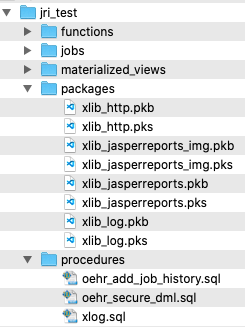 jri_test
functions
jobs
materialized_views
packages
xlib_http.pkb
xlib_http.pks
xlib_jasperreports_img.pkb
xlib_jasperreports_img.pks
xlib_jasperreports.pkb
xlib_jasperreports.pks
xlib_log.pkb
xlib_log.pks
procedures
oehr_add_job_history.sql
oehr_secure_dml.sql
xlog.sql